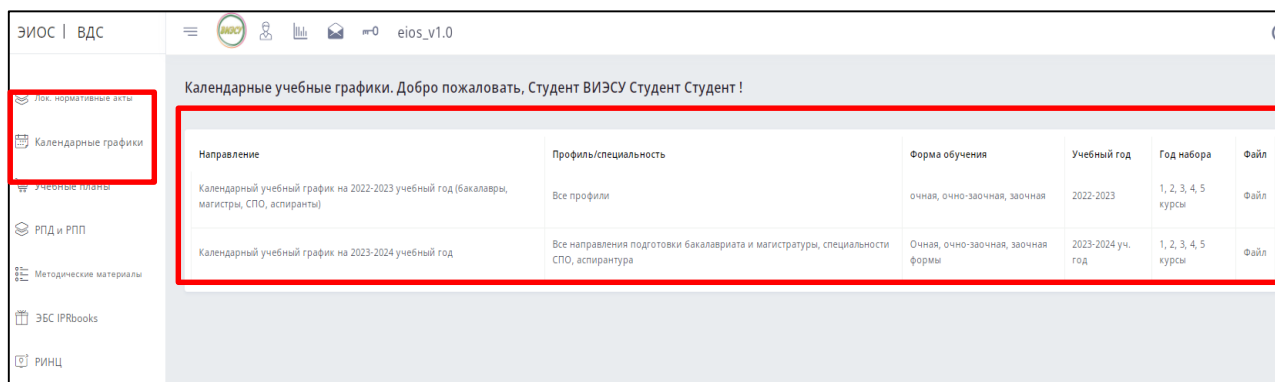 ЭИОС | ВДС
ВИЭСУ
eios_v1.0
Лок. нормативные акты
Календарные графики
Учебные планы
РПД и РПП
Методические материалы
ЭБС IPRbooks
РИНЦ
Календарные учебные графики. Добро пожаловать, Студент ВИЭСУ Студент Студент !
Направление Профиль/специальность Форма обучения Учебный год Год набора Файл
Календарный учебный график на 2022-2023 учебный год (бакалавры,
магистры, СПО, аспиранты)
Все профили
очная, очно-заочная, заочная
2022-2023
1, 2, 3, 4, 5
курсы
Файл
Календарный учебный график на 2023-2024 учебный год
Все направления подготовки бакалавриата и магистратуры, специальности
СПО, аспирантура
Очная, очно-заочная, заочная
формы
2023-2024 уч.
год
1, 2, 3, 4, 5
курсы
Файл